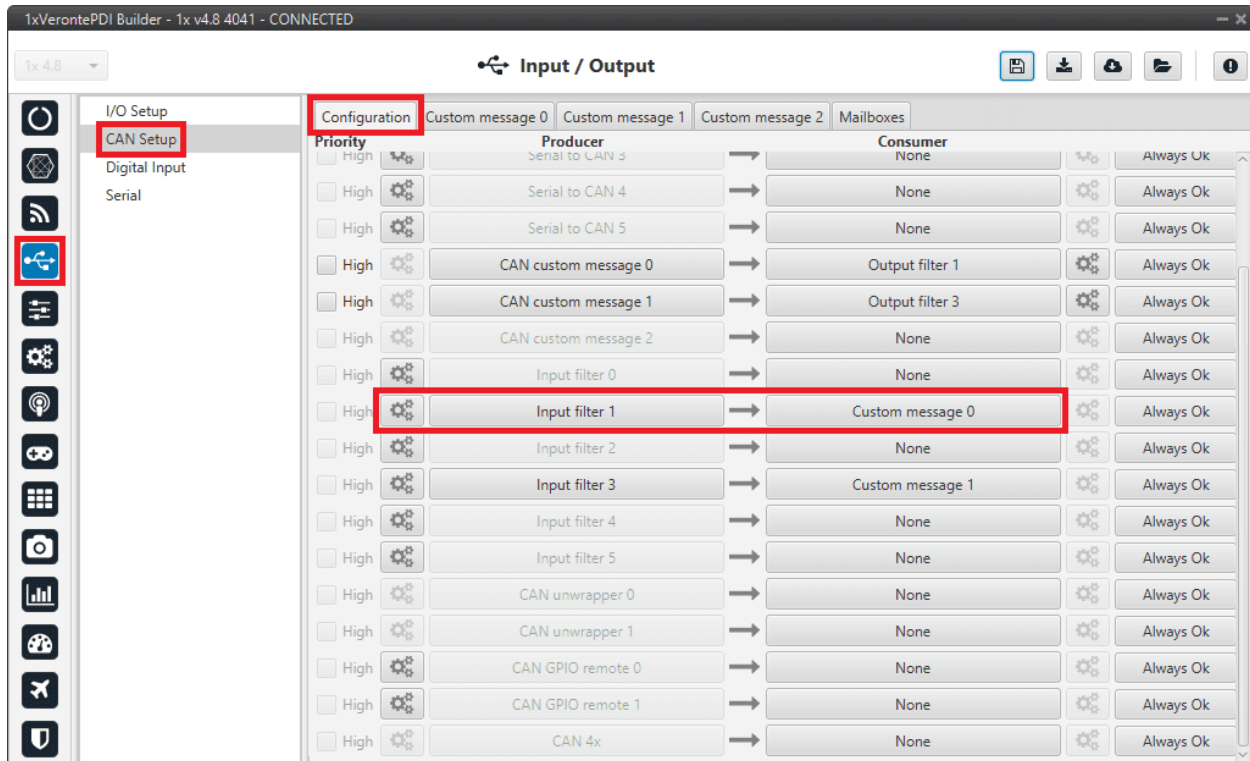 1xVerontePDI Builder - 1x v4.8 4041 - CONNECTED
1x 4.8
Input / Output
I/O Setup
CAN Setup
Digital Input
Serial
Configuration Custom message 0 Custom message 1 Custom message 2 Mailboxes
Priority Producer Consumer
High Serial to CAN 3 None Always Ok
High Serial to CAN 4 None Always Ok
High Serial to CAN 5 None Always Ok
High CAN custom message 0 Output filter 1 Always Ok
High CAN custom message 1 Output filter 3 Always Ok
High CAN custom message 2 None Always Ok
High Input filter 0 None Always Ok
High Input filter 1 Custom message 0 Always Ok
High Input filter 2 None Always Ok
High Input filter 3 Custom message 1 Always Ok
High Input filter 4 None Always Ok
High Input filter 5 None Always Ok
High CAN unwrapper 0 None Always Ok
High CAN unwrapper 1 None Always Ok
High CAN GPIO remote 0 None Always Ok
High CAN GPIO remote 1 None Always Ok
High CAN 4x None Always Ok